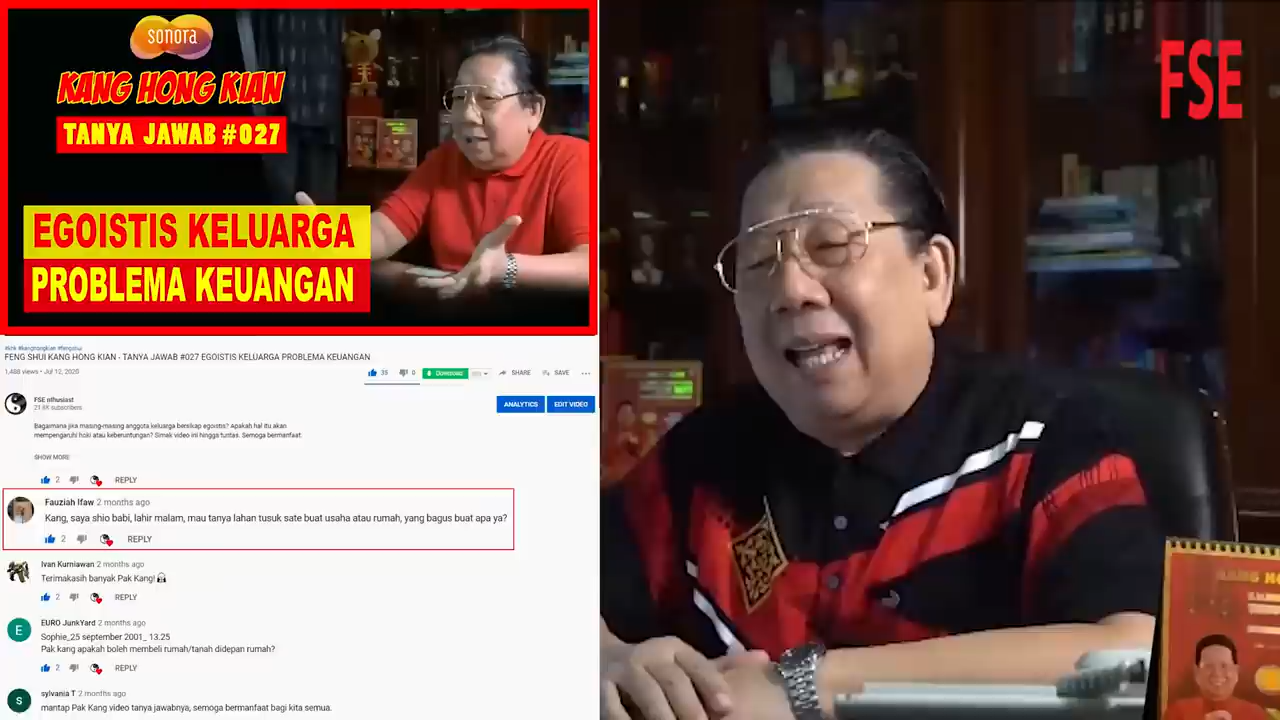 sonora
KANG HONG KIAN
TANYA JAWAB #027
EGOISTIS KELUARGA
PROBLEMA KEUANGAN
FSE
#khk #kanghongkian #fengshui
FENG SHUI KANG HONG KIAN - TANYA JAWAB #027 EGOISTIS KELUARGA PROBLEMA KEUANGAN
1,488 views • Jul 12, 2020
35
0
Download
SHARE
SAVE
FSE nthusiast
21.6K subscribers
ANALYTICS
EDIT VIDEO
Bagaimana jika masing-masing anggota keluarga bersikap egoistis? Apakah hal itu akan
mempengaruhi hoki atau keberuntungan? Simak video ini hingga tuntas. Semoga bermanfaat.
SHOW MORE
2 REPLY
Fauziah Ifaw 2 months ago
Kang, saya shio babi, lahir malam, mau tanya lahan tusuk sate buat usaha atau rumah, yang bagus buat apa ya?
2 REPLY
Ivan Kurniawan 2 months ago
Terimakasih banyak Pak Kang!
2 REPLY
E
EURO JunkYard 2 months ago
Sophie_25 september 2001_ 13.25
Pak kang apakah boleh membeli rumah/tanah didepan rumah?
2 REPLY
S
sylvania T 2 months ago
mantap Pak Kang video tanya jawabnya, semoga bermanfaat bagi kita semua.